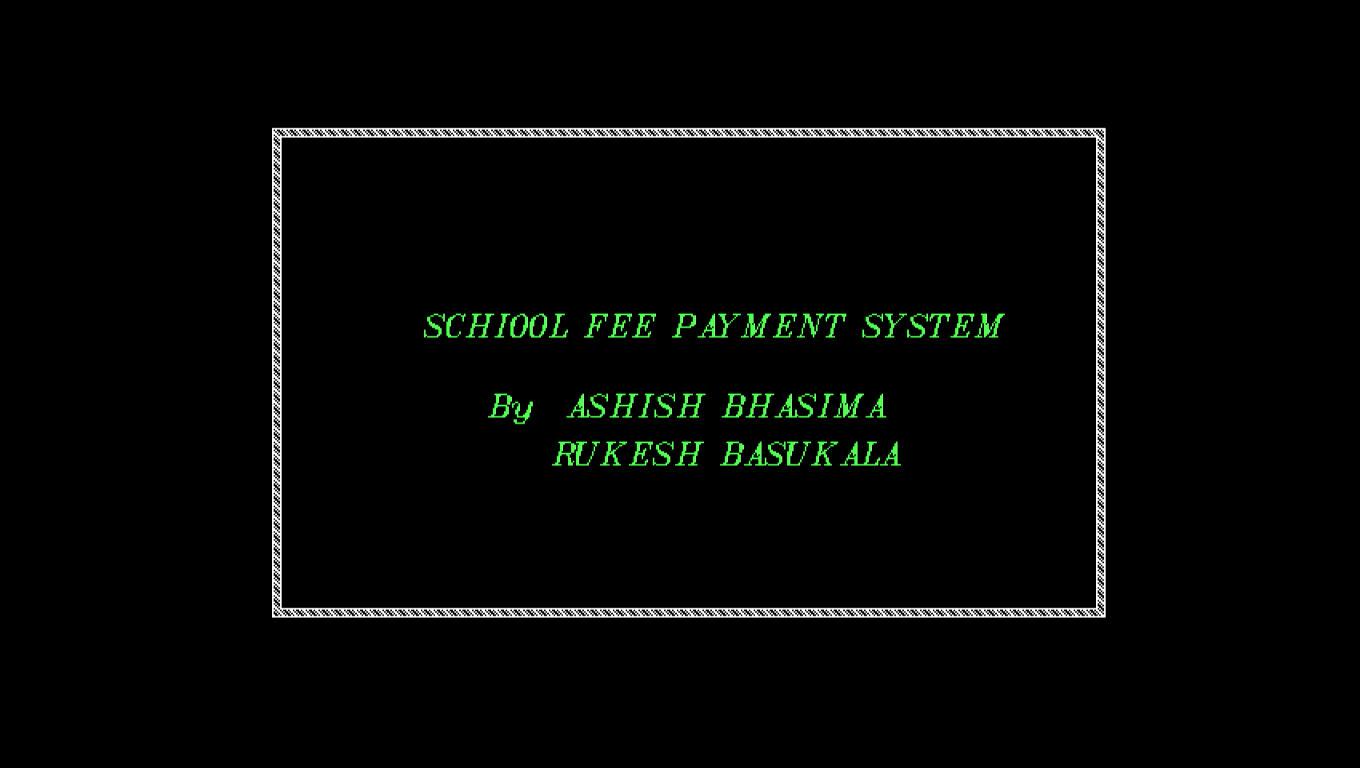 SCHIOOL FEE PAYMENT SYSTEM
By ASHISH BHASIMA
RUKESH BASUKALA